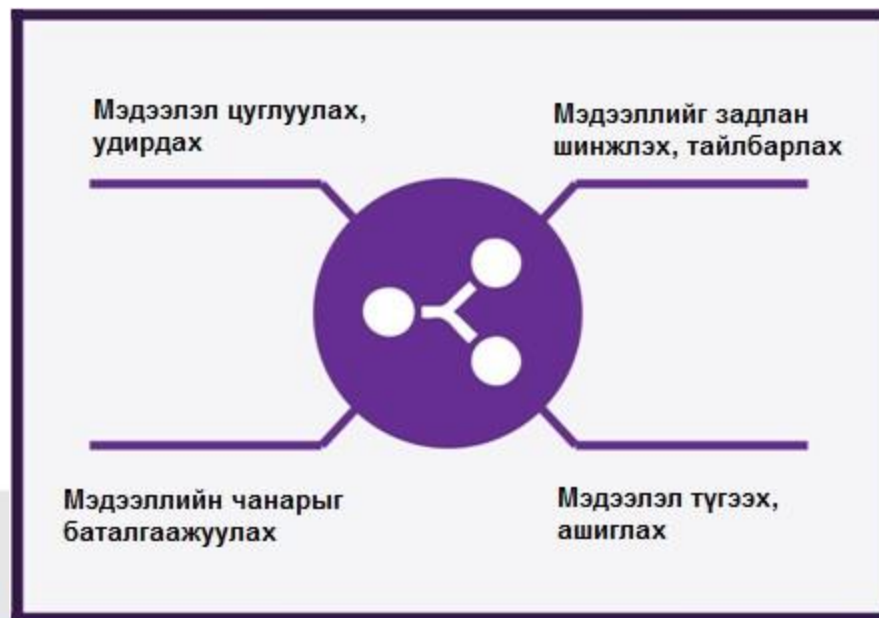 Мэдээлэл цуглуулах,
удирдах
Мэдээллийг задлан
шинжлэх, тайлбарлах
Мэдээллийн чанарыг
баталгаажуулах
Мэдээлэл түгээх,
ашиглах